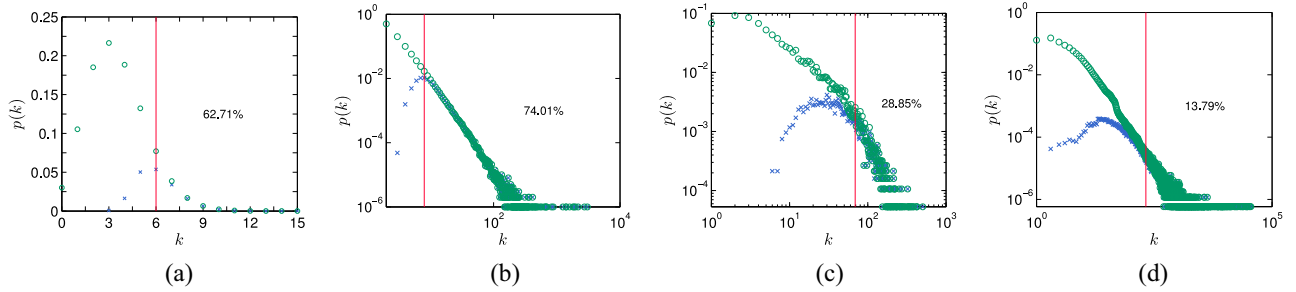 0.25
0.2
0.15
0.1
0.05
0
p(k)
62.71%
0 3 6 9 12 15
k
(a)
10^0
10^-2
10^-4
10^-6
p(k)
74.01%
10^2 10^4
k
(b)
10^-1
10^-2
10^-3
10^-4
p(k)
28.85%
10^0 10^1 10^2 10^3
k
(c)
10^0
10^-2
10^-4
10^-6
p(k)
13.79%
10^0 10^5
k
(d)